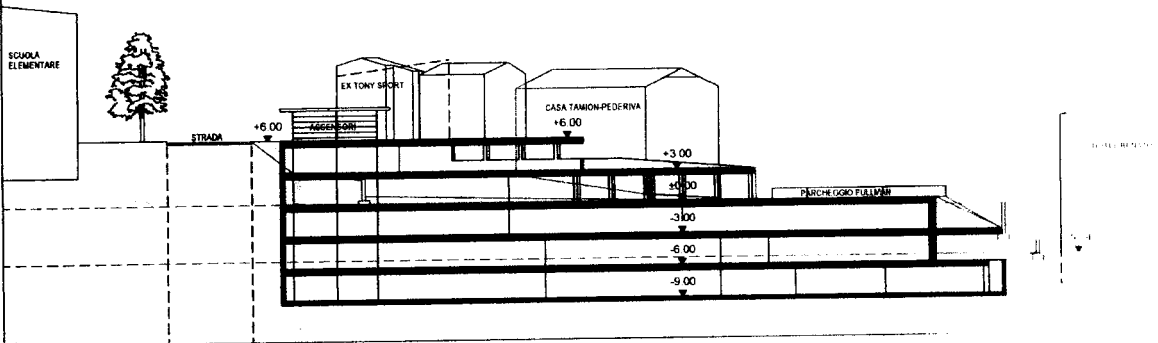 SCUOLA
ELEMENTARE
EX TONY SPORT
CASA TAMION-PEDERIVA
+6.00
ASCENSORI
+6.00
STRADA
+3.00
±0.00
PARCHEGGIO PULLMAN
-3.00
-6.00
-9.00